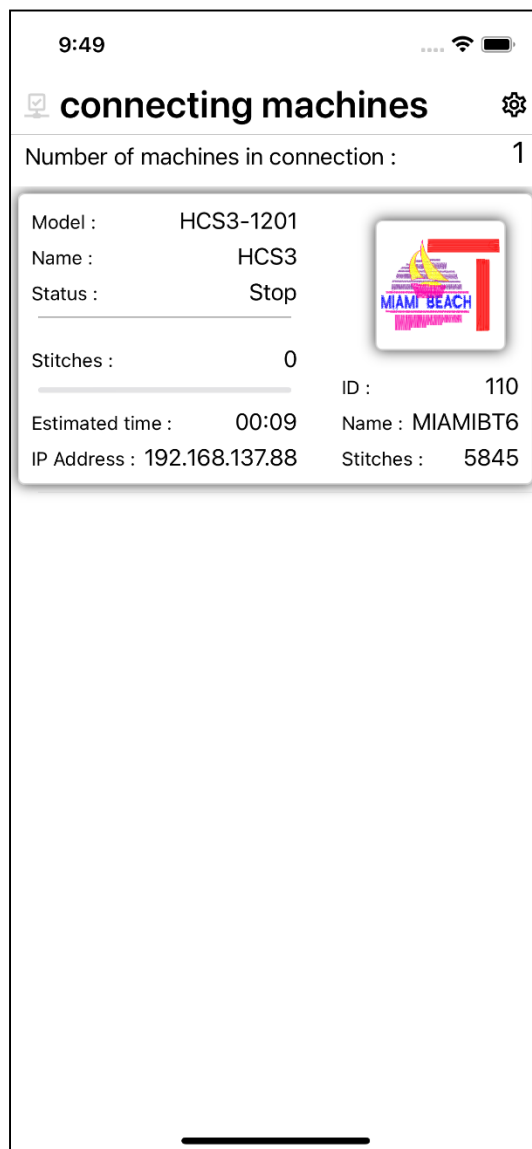 9:49
connecting machines
Number of machines in connection : 1
Model : HCS3-1201
Name : HCS3
Status : Stop
Stitches : 0
Estimated time : 00:09
IP Address : 192.168.137.88
MIAMI BEACH
ID : 110
Name : MIAMIBT6
Stitches : 5845